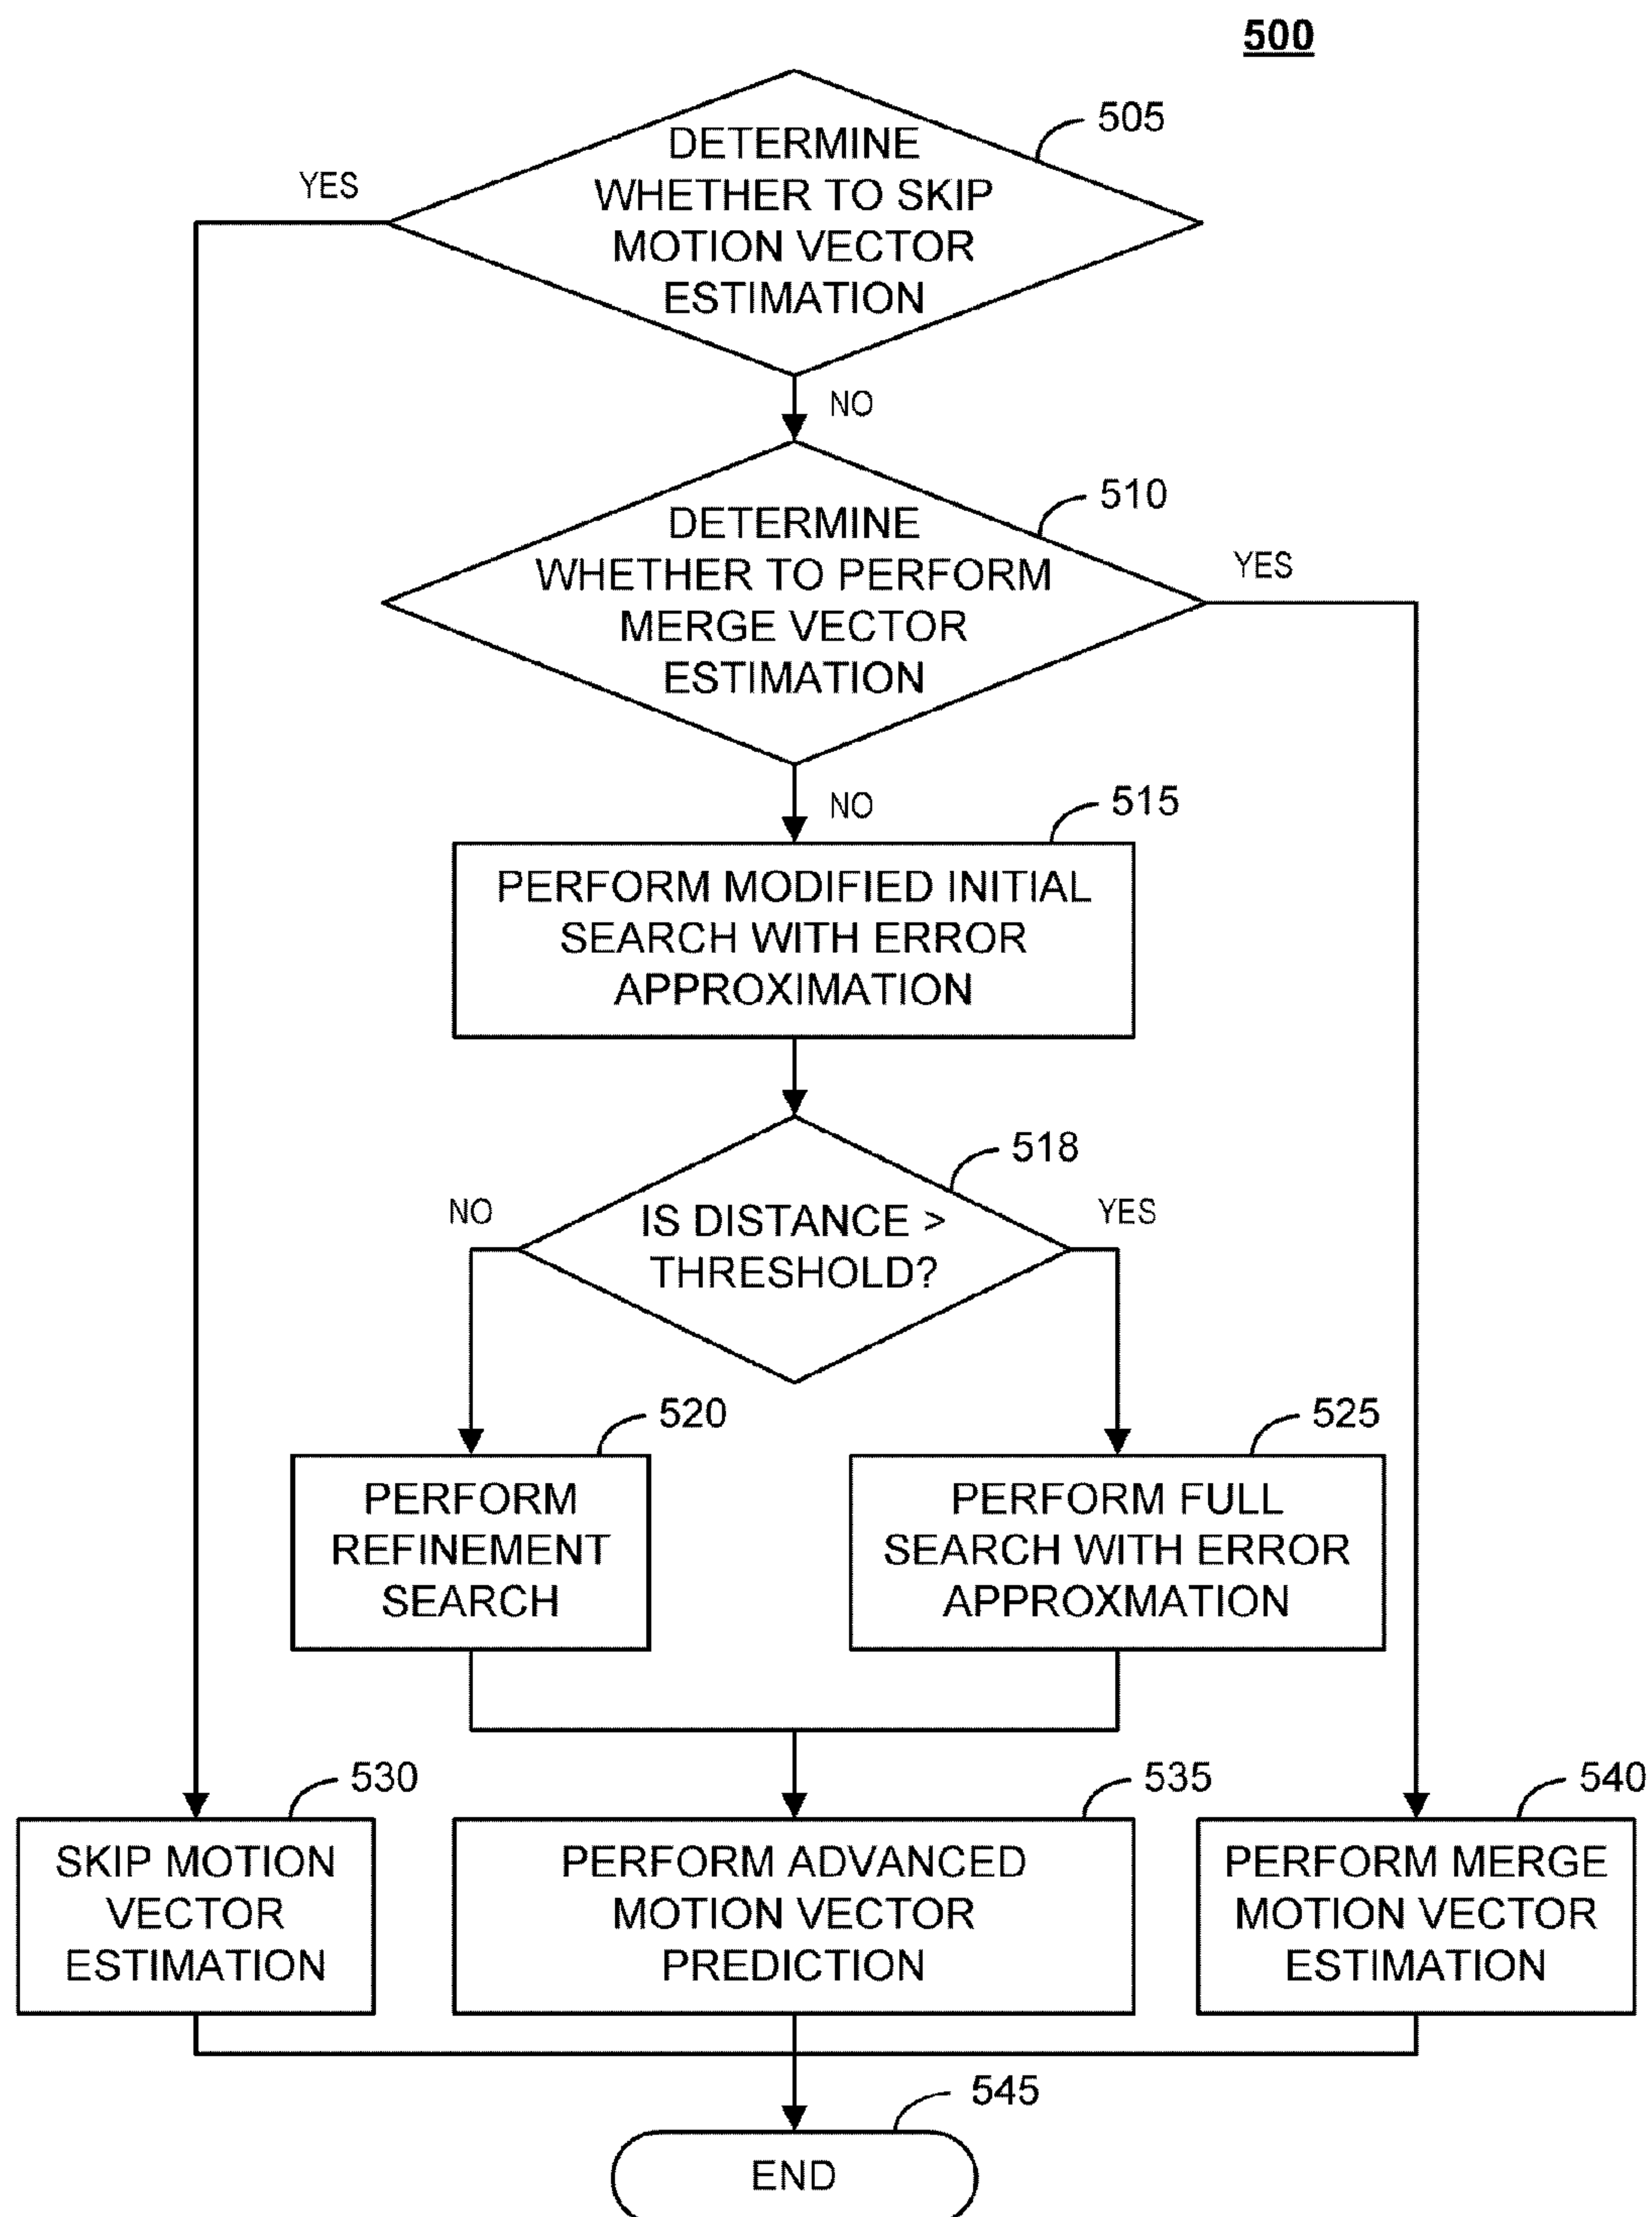 500
505
DETERMINE
WHETHER TO SKIP
MOTION VECTOR
ESTIMATION
YES
NO
510
DETERMINE
WHETHER TO PERFORM
MERGE VECTOR
ESTIMATION
YES
NO
515
PERFORM MODIFIED INITIAL
SEARCH WITH ERROR
APPROXIMATION
518
IS DISTANCE >
THRESHOLD?
NO
YES
520
PERFORM
REFINEMENT
SEARCH
525
PERFORM FULL
SEARCH WITH ERROR
APPROXMATION
530
SKIP MOTION
VECTOR
ESTIMATION
535
PERFORM ADVANCED
MOTION VECTOR
PREDICTION
540
PERFORM MERGE
MOTION VECTOR
ESTIMATION
545
END